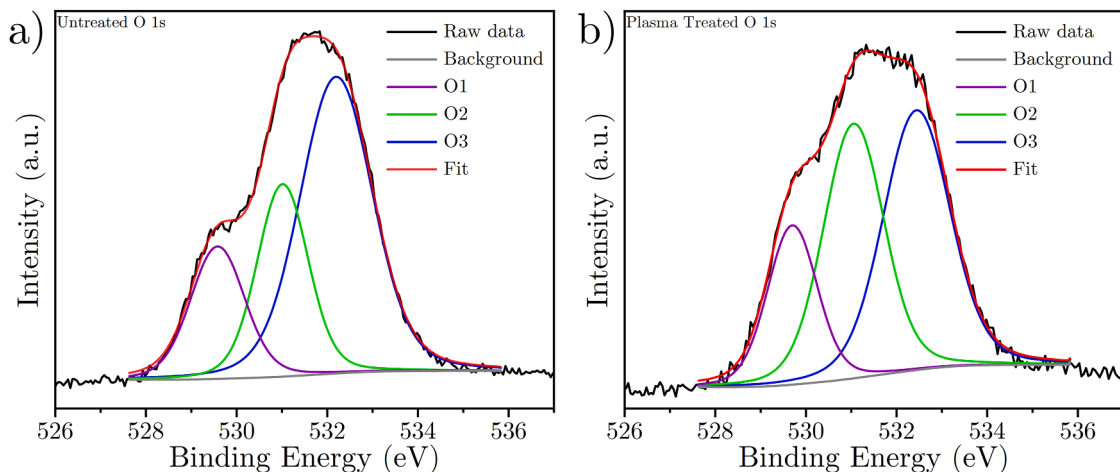 a)
Untreated O 1s
Raw data
Background
O1
O2
O3
Fit
Intensity (a.u.)
526 528 530 532 534 536
Binding Energy (eV)
b)
Plasma Treated O 1s
Raw data
Background
O1
O2
O3
Fit
Intensity (a.u.)
526 528 530 532 534 536
Binding Energy (eV)